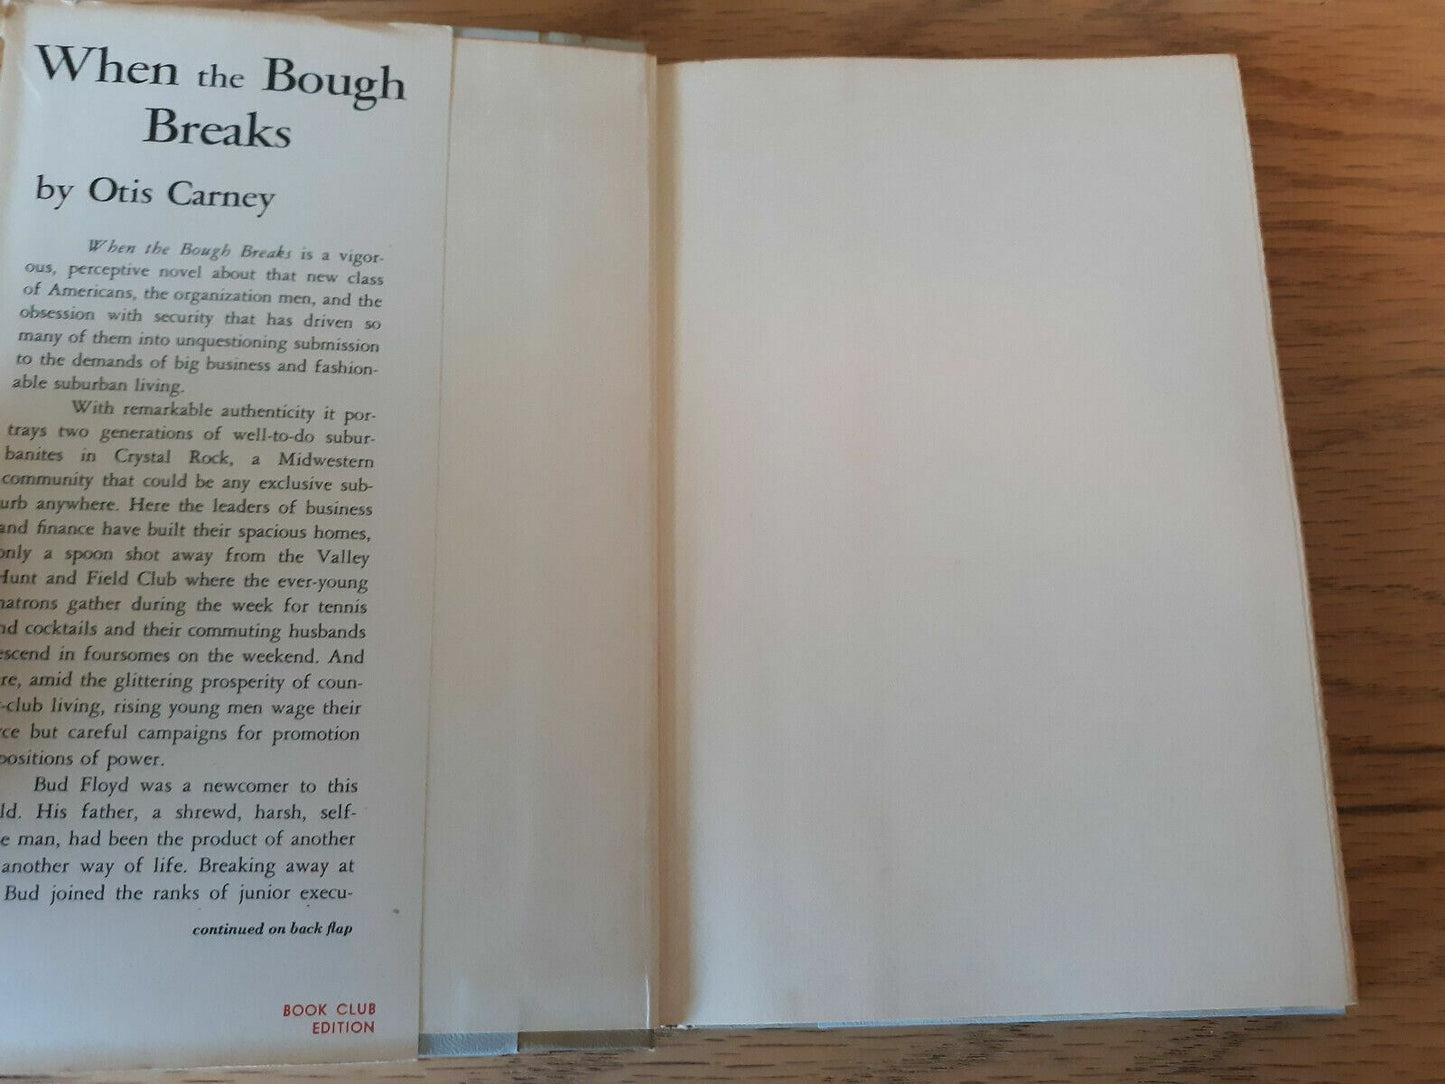 When the Bough
Breaks
by Otis Carney
When the Bough Breaks is a vigor-
ous, perceptive novel about that new class
of Americans, the organization men, and the
obsession with security that has driven so
many of them into unquestioning submission
to the demands of big business and fashion-
able suburban living.
With remarkable authenticity it por-
trays two generations of well-to-do subur-
banites in Crystal Rock, a Midwestern
community that could be any exclusive sub-
urb anywhere. Here the leaders of business
and finance have built their spacious homes,
only a spoon shot away from the Valley
Hunt and Field Club where the ever-young
matrons gather during the week for tennis
and cocktails and their commuting husbands
escend in foursomes on the weekend. And
re, amid the glittering prosperity of coun-
-club living, rising young men wage their
rce but careful campaigns for promotion
positions of power.
Bud Floyd was a newcomer to this
ld. His father, a shrewd, harsh, self-
e man, had been the product of another
another way of life. Breaking away at
Bud joined the ranks of junior execu-
continued on back flap
BOOK CLUB
EDITION